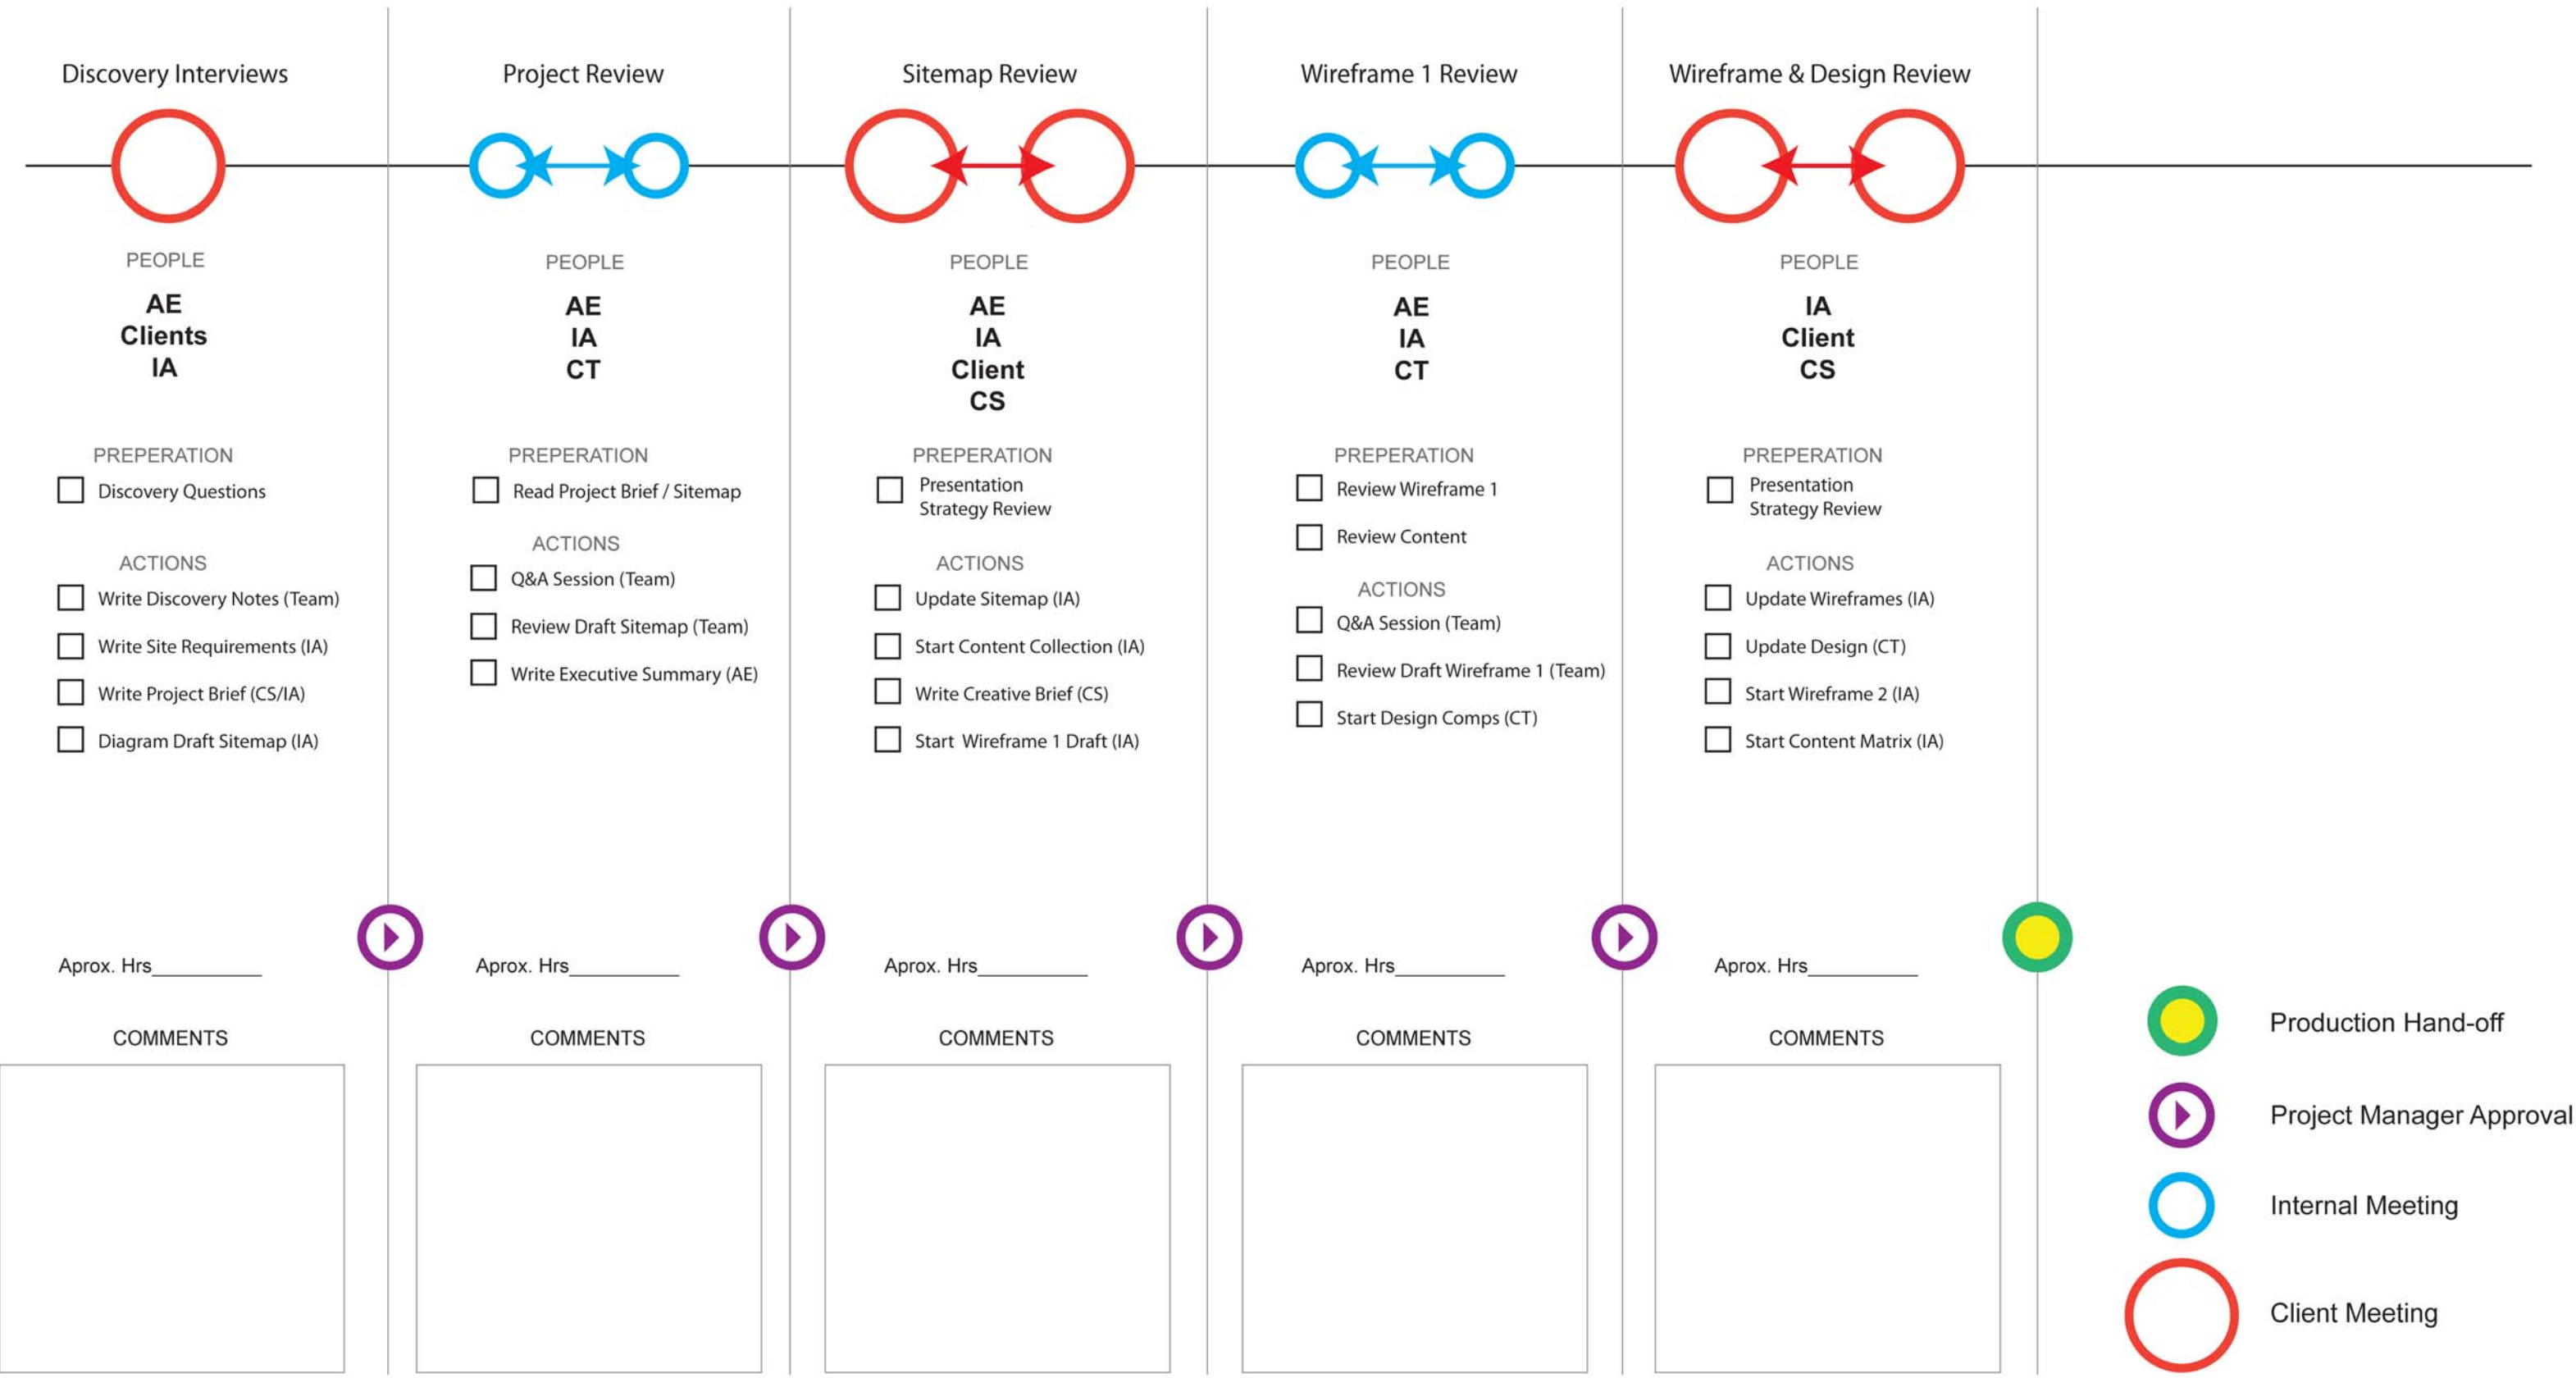 Discovery Interviews
PEOPLE
AE
Clients
IA
PREPERATION
Discovery Questions
ACTIONS
Write Discovery Notes (Team)
Write Site Requirements (IA)
Write Project Brief (CS/IA)
Diagram Draft Sitemap (IA)
Aprox. Hrs__________
COMMENTS
Project Review
PEOPLE
AE
IA
CT
PREPERATION
Read Project Brief / Sitemap
ACTIONS
Q&A Session (Team)
Review Draft Sitemap (Team)
Write Executive Summary (AE)
Aprox. Hrs__________
COMMENTS
Sitemap Review
PEOPLE
AE
IA
Client
CS
PREPERATION
Presentation
Strategy Review
ACTIONS
Update Sitemap (IA)
Start Content Collection (IA)
Write Creative Brief (CS)
Start Wireframe 1 Draft (IA)
Aprox. Hrs__________
COMMENTS
Wireframe 1 Review
PEOPLE
AE
IA
CT
PREPERATION
Review Wireframe 1
Review Content
ACTIONS
Q&A Session (Team)
Review Draft Wireframe 1 (Team)
Start Design Comps (CT)
Aprox. Hrs__________
COMMENTS
Wireframe & Design Review
PEOPLE
IA
Client
CS
PREPERATION
Presentation
Strategy Review
ACTIONS
Update Wireframes (IA)
Update Design (CT)
Start Wireframe 2 (IA)
Start Content Matrix (IA)
Aprox. Hrs__________
COMMENTS
Production Hand-off
Project Manager Approval
Internal Meeting
Client Meeting